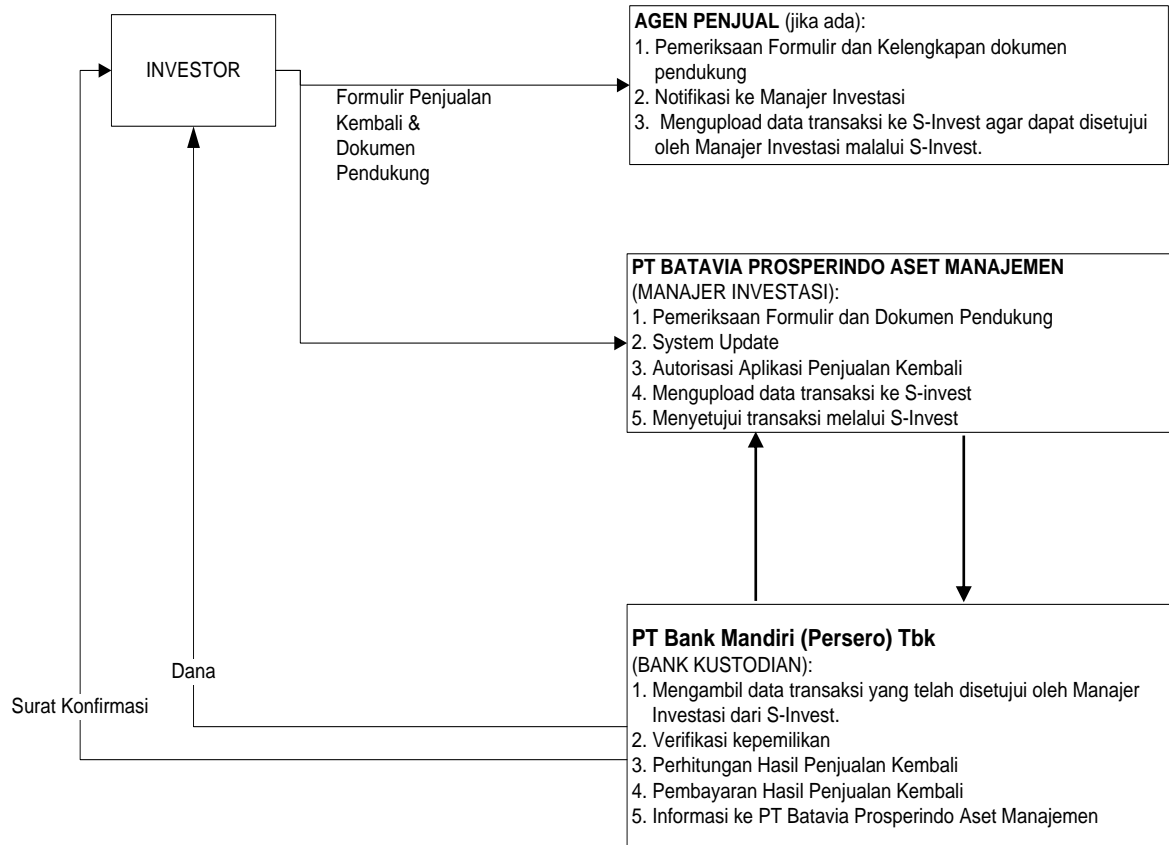 INVESTOR
Formulir Penjualan
Kembali &
Dokumen
Pendukung
AGEN PENJUAL (jika ada):
1. Pemeriksaan Formulir dan Kelengkapan dokumen
pendukung
2. Notifikasi ke Manajer Investasi
3. Mengupload data transaksi ke S-Invest agar dapat disetujui
oleh Manajer Investasi malalui S-Invest.
PT BATAVIA PROSPERINDO ASET MANAJEMEN
(MANAJER INVESTASI):
1. Pemeriksaan Formulir dan Dokumen Pendukung
2. System Update
3. Autorisasi Aplikasi Penjualan Kembali
4. Mengupload data transaksi ke S-invest
5. Menyetujui transaksi melalui S-Invest
Dana
Surat Konfirmasi
PT Bank Mandiri (Persero) Tbk
(BANK KUSTODIAN):
1. Mengambil data transaksi yang telah disetujui oleh Manajer
Investasi dari S-Invest.
2. Verifikasi kepemilikan
3. Perhitungan Hasil Penjualan Kembali
4. Pembayaran Hasil Penjualan Kembali
5. Informasi ke PT Batavia Prosperindo Aset Manajemen